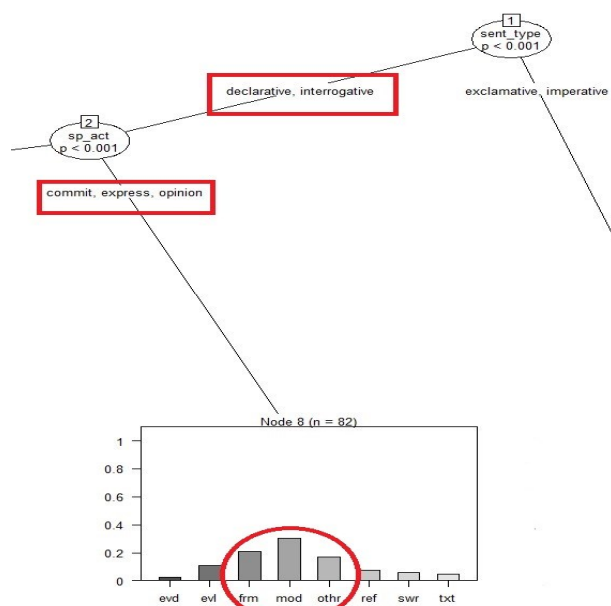 1
sent_type
p < 0.001
declarative, interrogative
exclamative, imperative
2
sp_act
p < 0.001
commit, express, opinion
Node 8 (n = 82)
1
0.8
0.6
0.4
0.2
0
evd evl frm mod othr ref swr txt